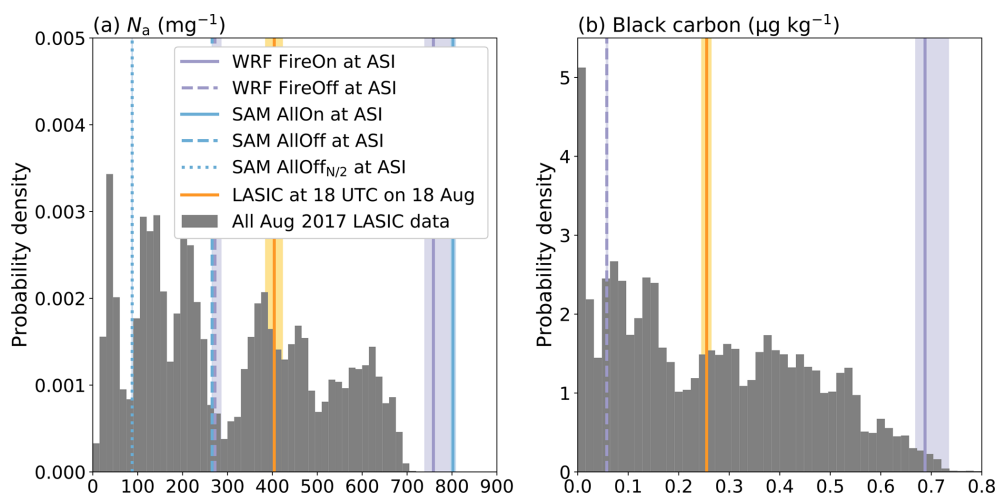 (a) Nₐ (mg⁻¹)
(b) Black carbon (µg kg⁻¹)
Probability density
0.005
0.004
0.003
0.002
0.001
0.000
WRF FireOn at ASI
WRF FireOff at ASI
SAM AllOn at ASI
SAM AllOff at ASI
SAM AllOff_N/2 at ASI
LASIC at 18 UTC on 18 Aug
All Aug 2017 LASIC data
0 100 200 300 400 500 600 700 800 900
Probability density
5
4
3
2
1
0
0.0 0.1 0.2 0.3 0.4 0.5 0.6 0.7 0.8